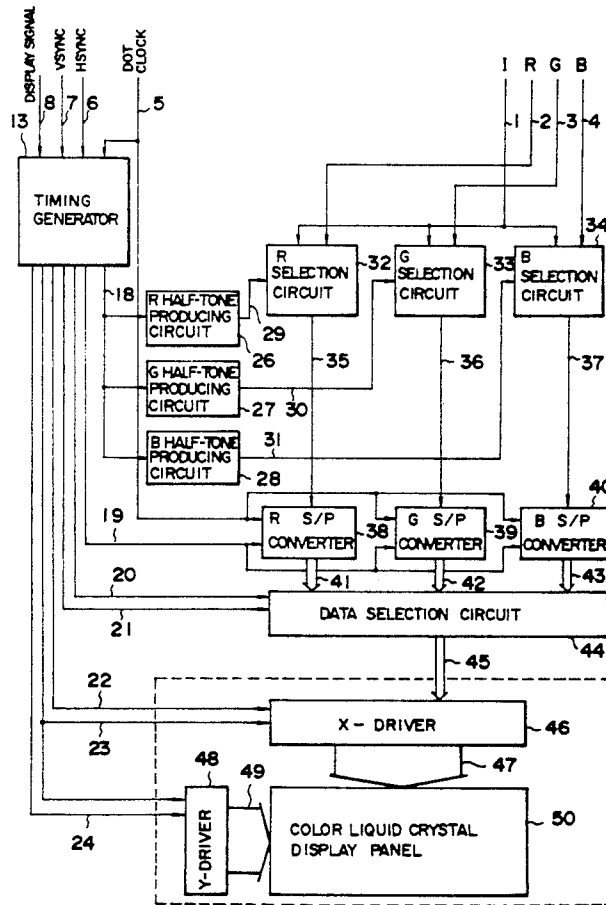 DISPLAY SIGNAL
VSYNC
HSYNC
DOT
CLOCK
I R G B
8
7
6
5
1
2
3
4
13
TIMING
GENERATOR
18
R
SELECTION
CIRCUIT
32
G
SELECTION
CIRCUIT
33
B
SELECTION
CIRCUIT
34
R HALF-TONE
PRODUCING
CIRCUIT
26
29
35
36
37
G HALF-TONE
PRODUCING
CIRCUIT
27
30
B HALF-TONE
PRODUCING
CIRCUIT
28
31
19
R S/P
CONVERTER
38
G S/P
CONVERTER
39
B S/P
CONVERTER
40
41
42
43
20
21
DATA SELECTION CIRCUIT
44
45
22
23
X-DRIVER
46
47
48
49
Y-DRIVER
24
COLOR LIQUID CRYSTAL
DISPLAY PANEL
50